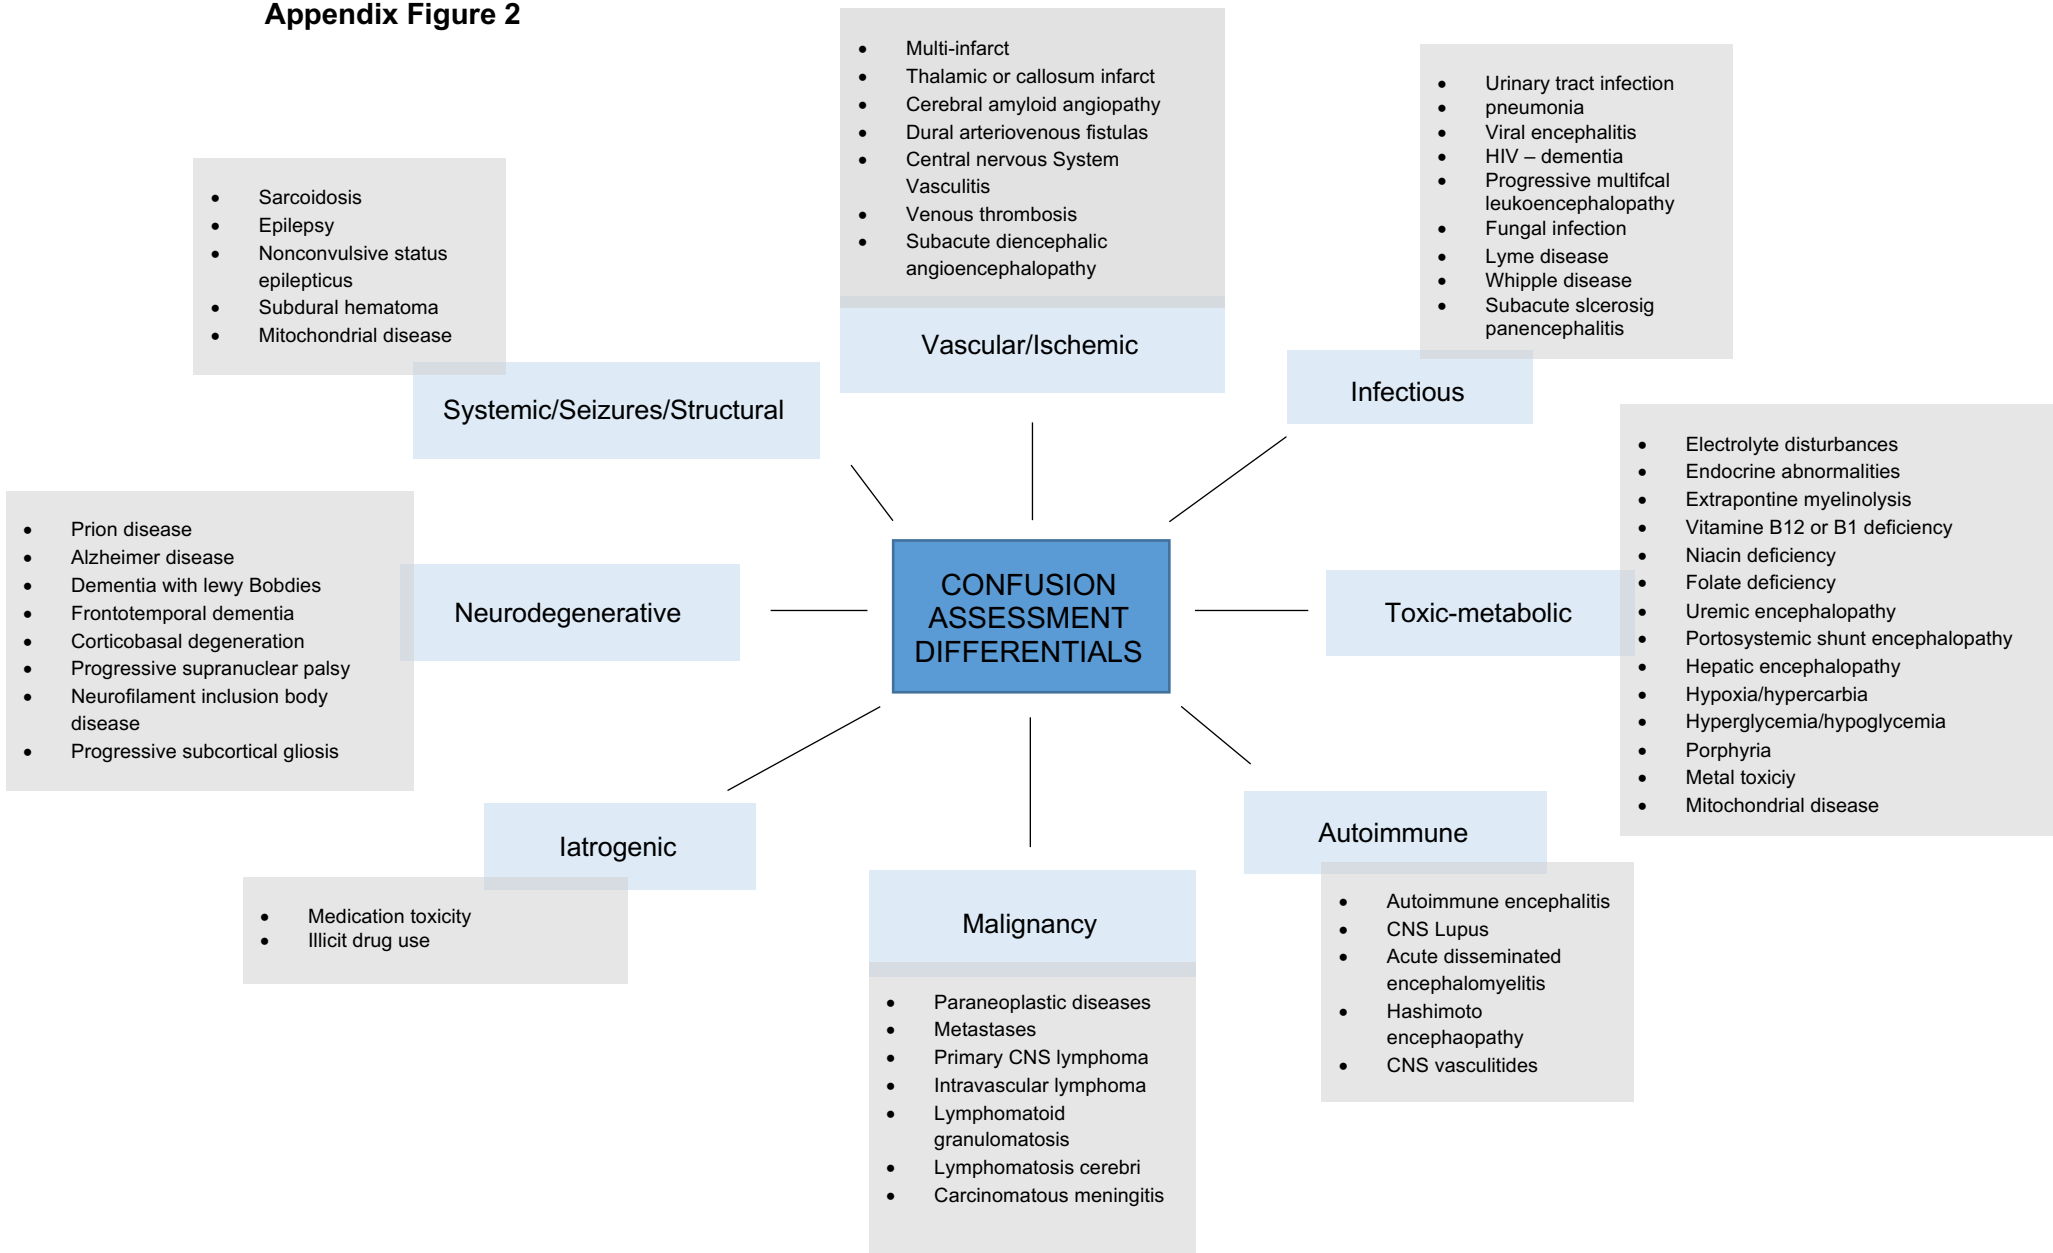 Appendix Figure 2
• Multi-infarct
• Thalamic or callosum infarct
• Cerebral amyloid angiopathy
• Dural arteriovenous fistulas
• Central nervous System
Vasculitis
• Venous thrombosis
• Subacute diencephalic
angioencephalopathy
Vascular/Ischemic
• Urinary tract infection
• pneumonia
• Viral encephalitis
• HIV – dementia
• Progressive multifcal
leukoencephalopathy
• Fungal infection
• Lyme disease
• Whipple disease
• Subacute slcerosig
panencephalitis
Infectious
• Sarcoidosis
• Epilepsy
• Nonconvulsive status
epilepticus
• Subdural hematoma
• Mitochondrial disease
Systemic/Seizures/Structural
• Electrolyte disturbances
• Endocrine abnormalities
• Extrapontine myelinolysis
• Vitamine B12 or B1 deficiency
• Niacin deficiency
• Folate deficiency
• Uremic encephalopathy
• Portosystemic shunt encephalopathy
• Hepatic encephalopathy
• Hypoxia/hypercarbia
• Hyperglycemia/hypoglycemia
• Porphyria
• Metal toxiciy
• Mitochondrial disease
Toxic-metabolic
• Prion disease
• Alzheimer disease
• Dementia with lewy Bobdies
• Frontotemporal dementia
• Corticobasal degeneration
• Progressive supranuclear palsy
• Neurofilament inclusion body
disease
• Progressive subcortical gliosis
Neurodegenerative
CONFUSION
ASSESSMENT
DIFFERENTIALS
Iatrogenic
• Medication toxicity
• Illicit drug use
Malignancy
• Paraneoplastic diseases
• Metastases
• Primary CNS lymphoma
• Intravascular lymphoma
• Lymphomatoid
granulomatosis
• Lymphomatosis cerebri
• Carcinomatous meningitis
Autoimmune
• Autoimmune encephalitis
• CNS Lupus
• Acute disseminated
encephalomyelitis
• Hashimoto
encephaopathy
• CNS vasculitides